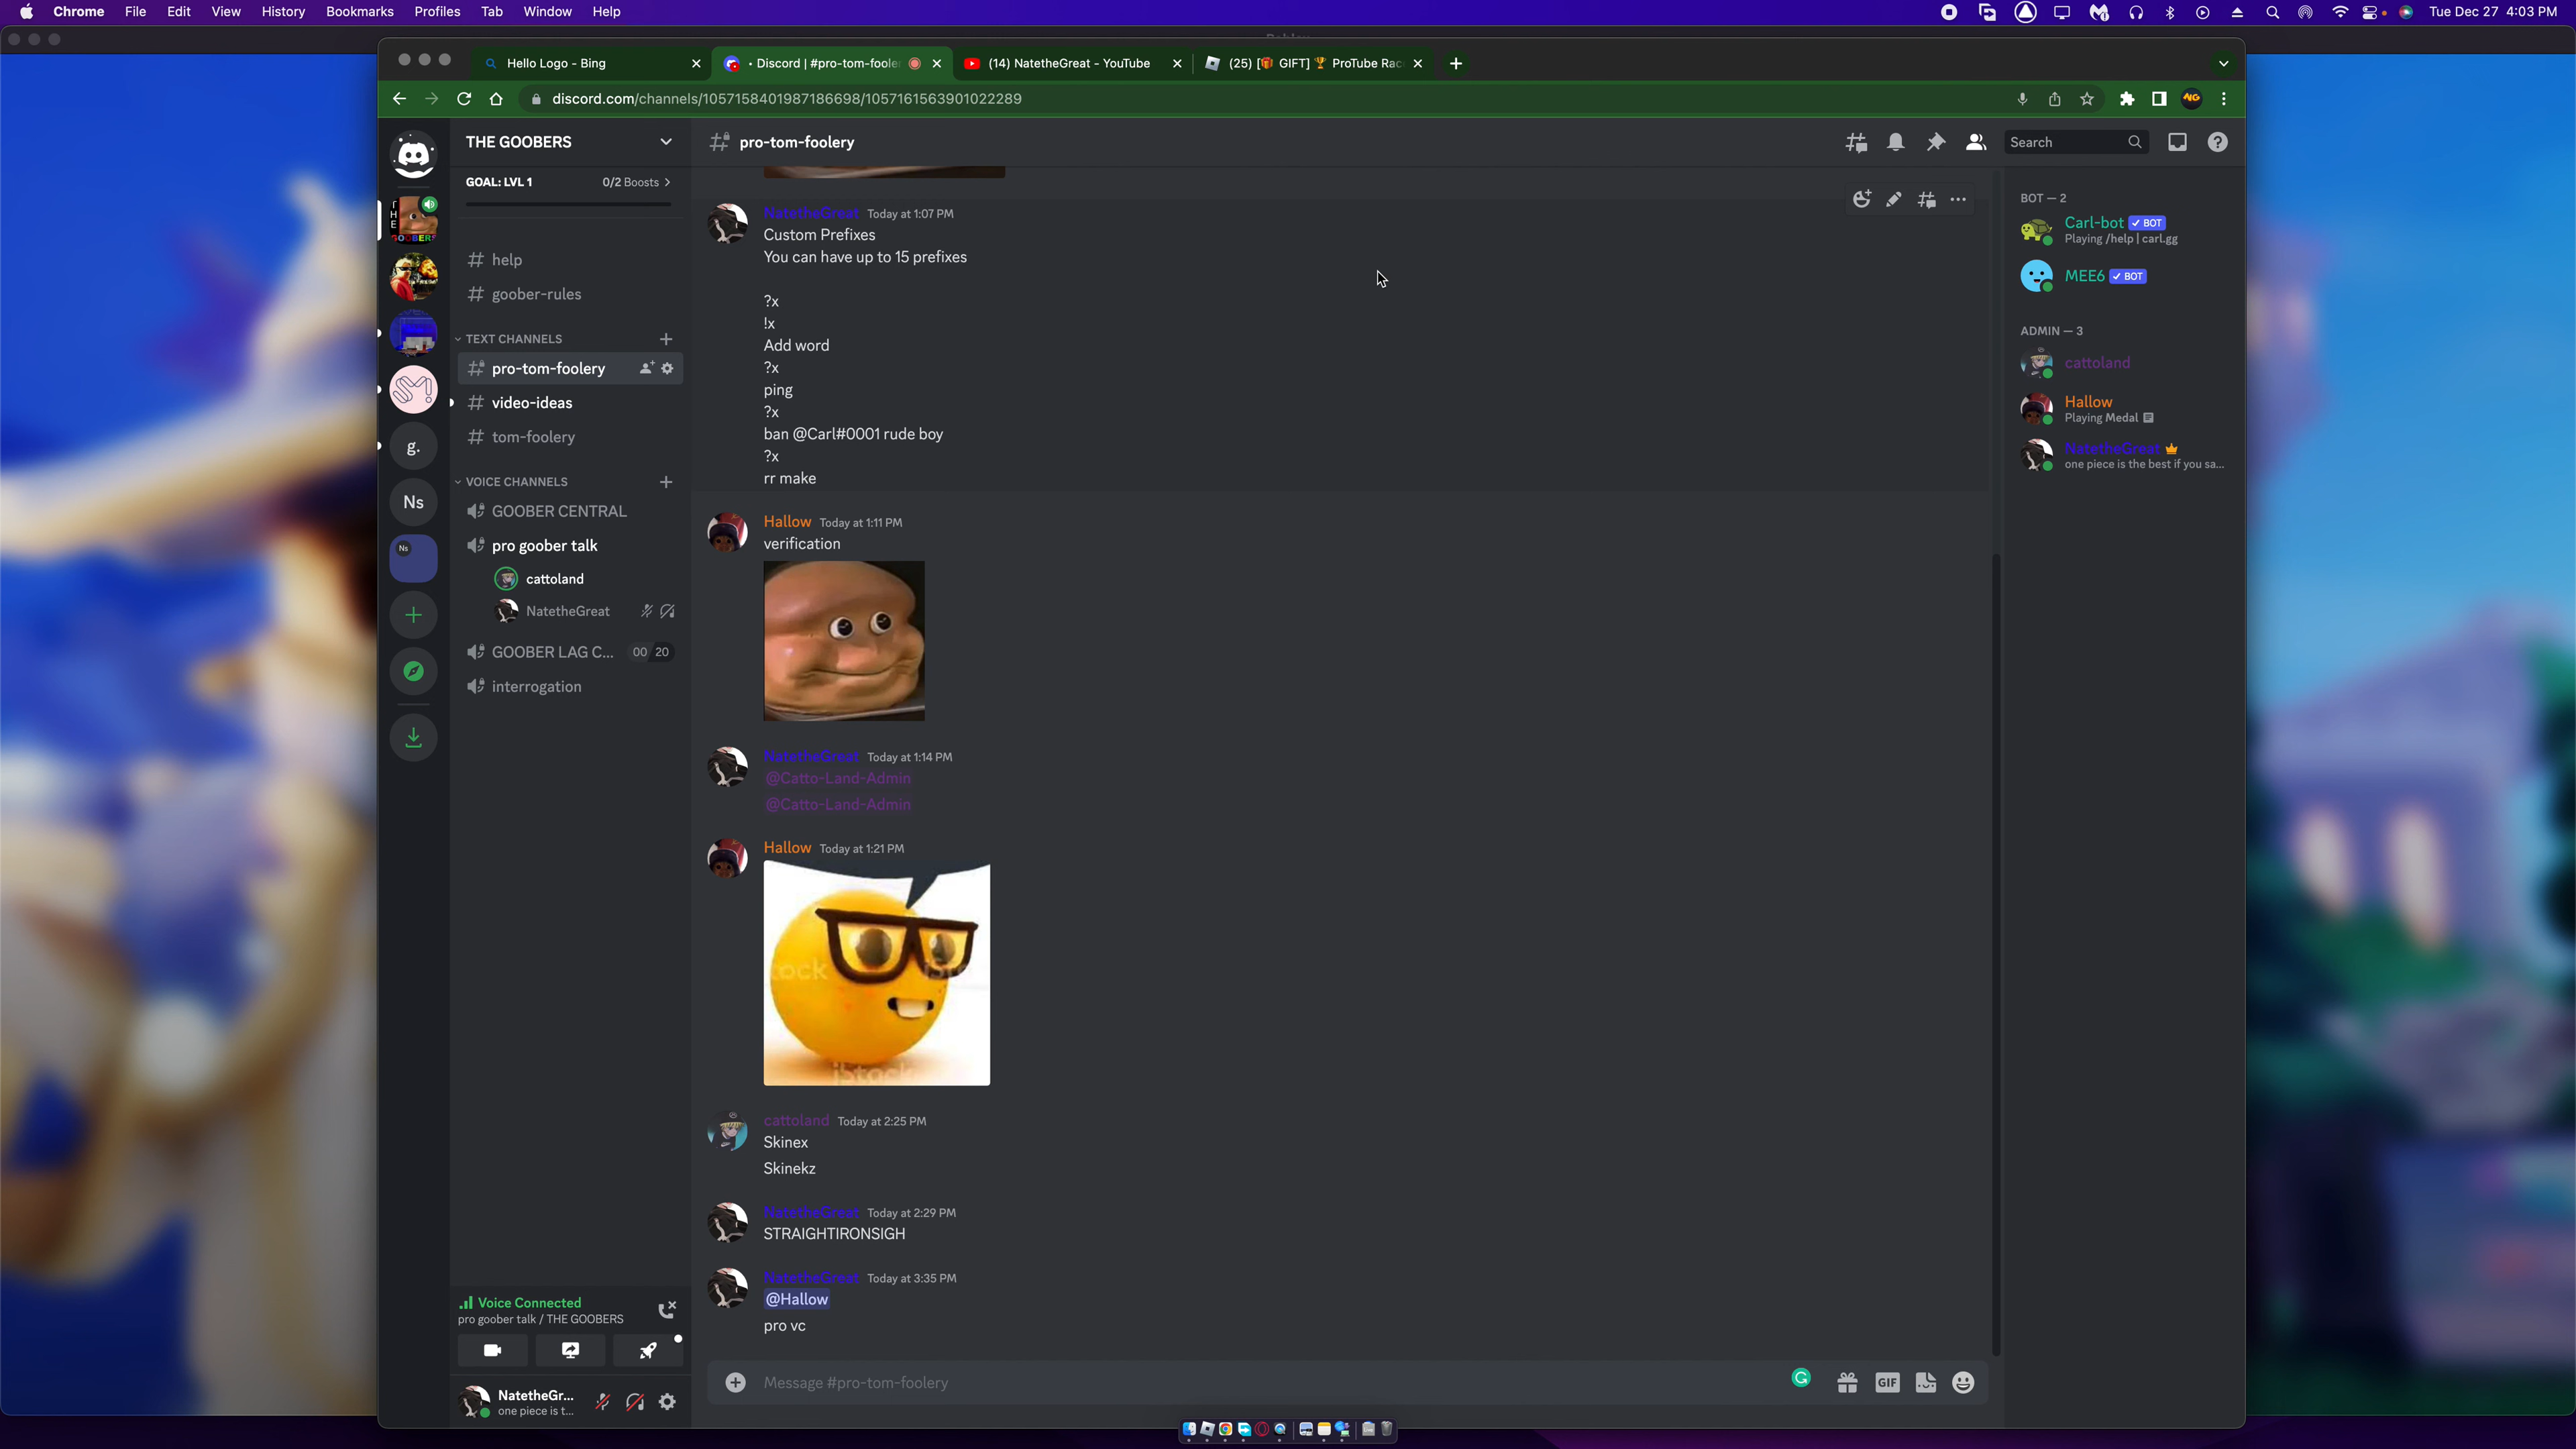 Chrome File Edit View History Bookmarks Profiles Tab Window Help
Tue Dec 27 4:03 PM
Hello Logo - Bing
• Discord | #pro-tom-fooler
(14) NatetheGreat - YouTube
(25) [🎁 GIFT] 🏆 ProTube Rac
discord.com/channels/1057158401987186698/1057161563901022289
NG
THE GOOBERS
GOAL: LVL 1 0/2 Boosts
THE
GOOBERS
# help
# goober-rules
TEXT CHANNELS
pro-tom-foolery
# video-ideas
# tom-foolery
VOICE CHANNELS
GOOBER CENTRAL
pro goober talk
cattoland
NatetheGreat
GOOBER LAG C... 00 20
interrogation
SM!
g.
Ns
Ns
Voice Connected
pro goober talk / THE GOOBERS
NatetheGr...
one piece is t...
pro-tom-foolery
Search
NatetheGreat Today at 1:07 PM
Custom Prefixes
You can have up to 15 prefixes
?x
!x
Add word
?x
ping
?x
ban @Carl#0001 rude boy
?x
rr make
Hallow Today at 1:11 PM
verification
NatetheGreat Today at 1:14 PM
@Catto-Land-Admin
@Catto-Land-Admin
Hallow Today at 1:21 PM
iStock
cattoland Today at 2:25 PM
Skinex
Skinekz
NatetheGreat Today at 2:29 PM
STRAIGHTIRONSIGH
NatetheGreat Today at 3:35 PM
@Hallow
pro vc
Message #pro-tom-foolery
GIF
BOT — 2
Carl-bot ✓ BOT
Playing /help | carl.gg
MEE6 ✓ BOT
ADMIN — 3
cattoland
Hallow
Playing Medal
NatetheGreat
one piece is the best if you sa...